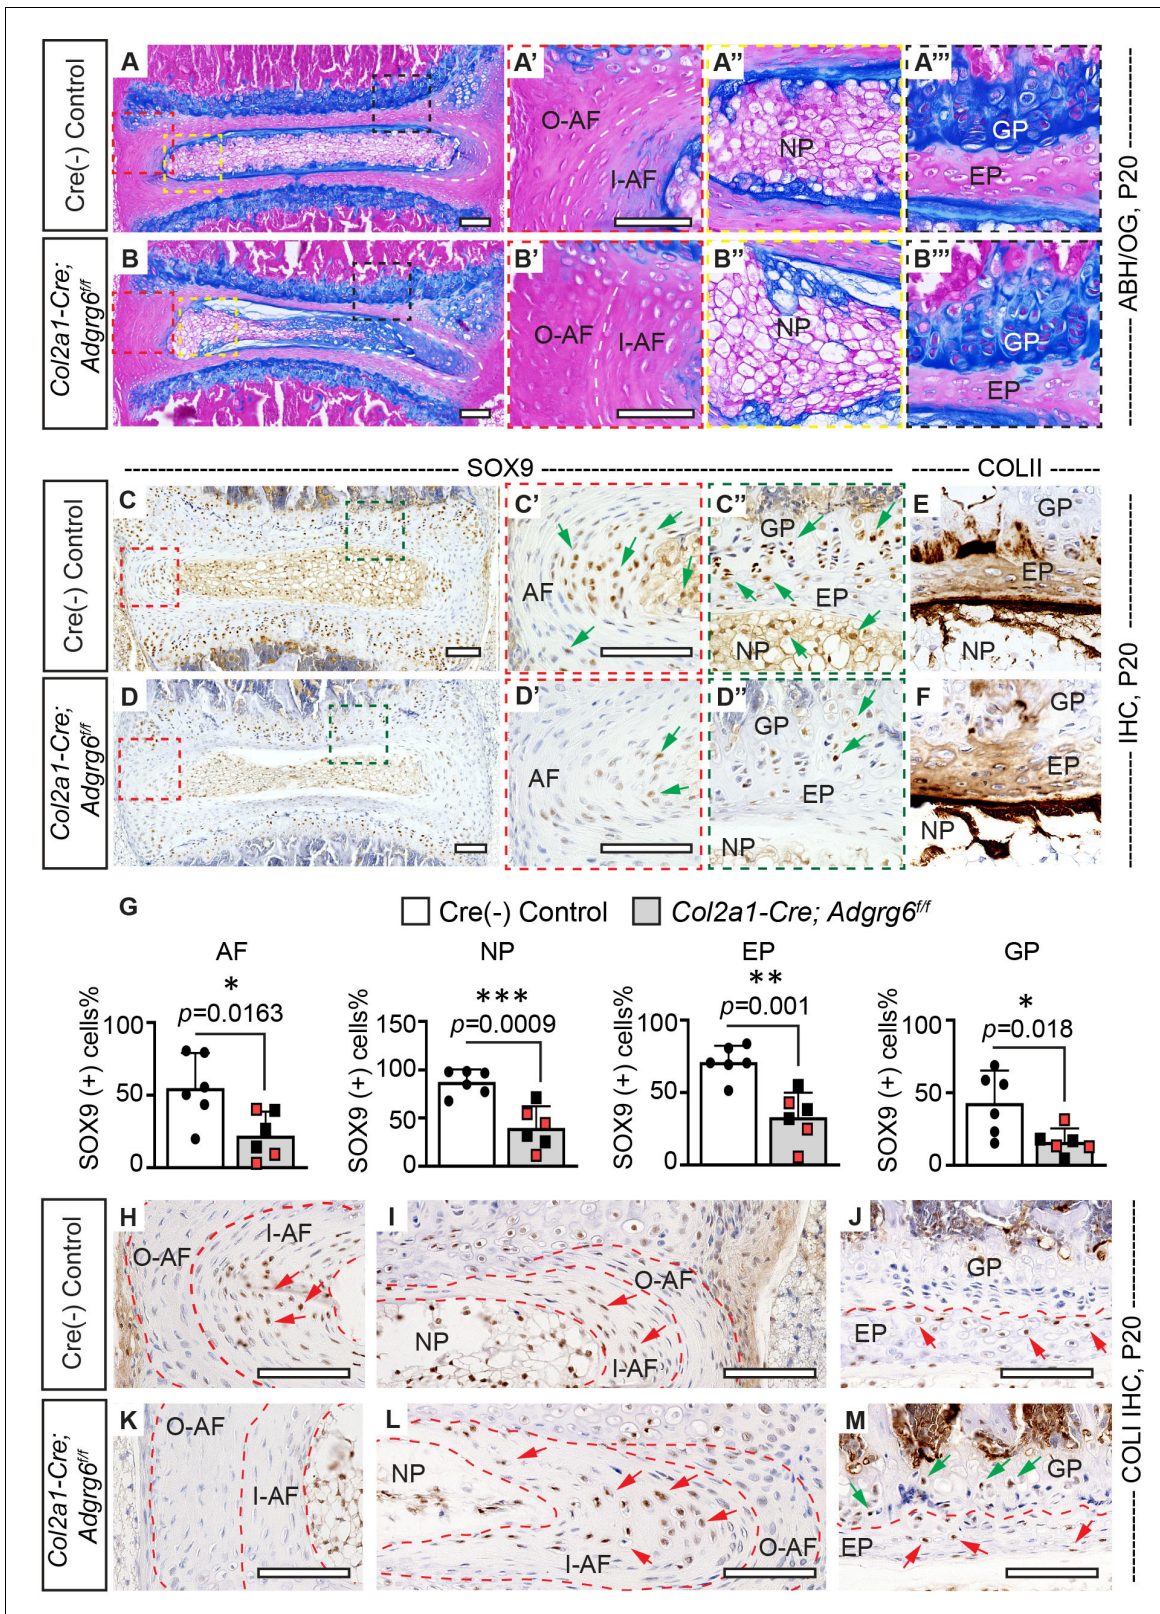 Cre(-) Control
A
A'
O-AF
I-AF
A''
NP
A'''
GP
EP
Col2a1-Cre;
Adgrg6f/f
B
B'
O-AF
I-AF
B''
NP
B'''
GP
EP
ABH/OG, P20
SOX9
COLII
Cre(-) Control
C
C'
AF
C''
GP
EP
NP
E
GP
EP
NP
Col2a1-Cre;
Adgrg6f/f
D
D'
AF
D''
GP
EP
NP
F
GP
EP
NP
IHC, P20
G
Cre(-) Control
Col2a1-Cre; Adgrg6f/f
AF
*
p=0.0163
SOX9 (+) cells%
100
50
0
NP
***
p=0.0009
SOX9 (+) cells%
150
100
50
0
EP
**
p=0.001
SOX9 (+) cells%
100
50
0
GP
*
p=0.018
SOX9 (+) cells%
100
50
0
Cre(-) Control
H
I-AF
O-AF
I
O-AF
NP
I-AF
J
GP
EP
Col2a1-Cre;
Adgrg6f/f
K
O-AF
I-AF
L
NP
I-AF
O-AF
M
GP
EP
COLI IHC, P20